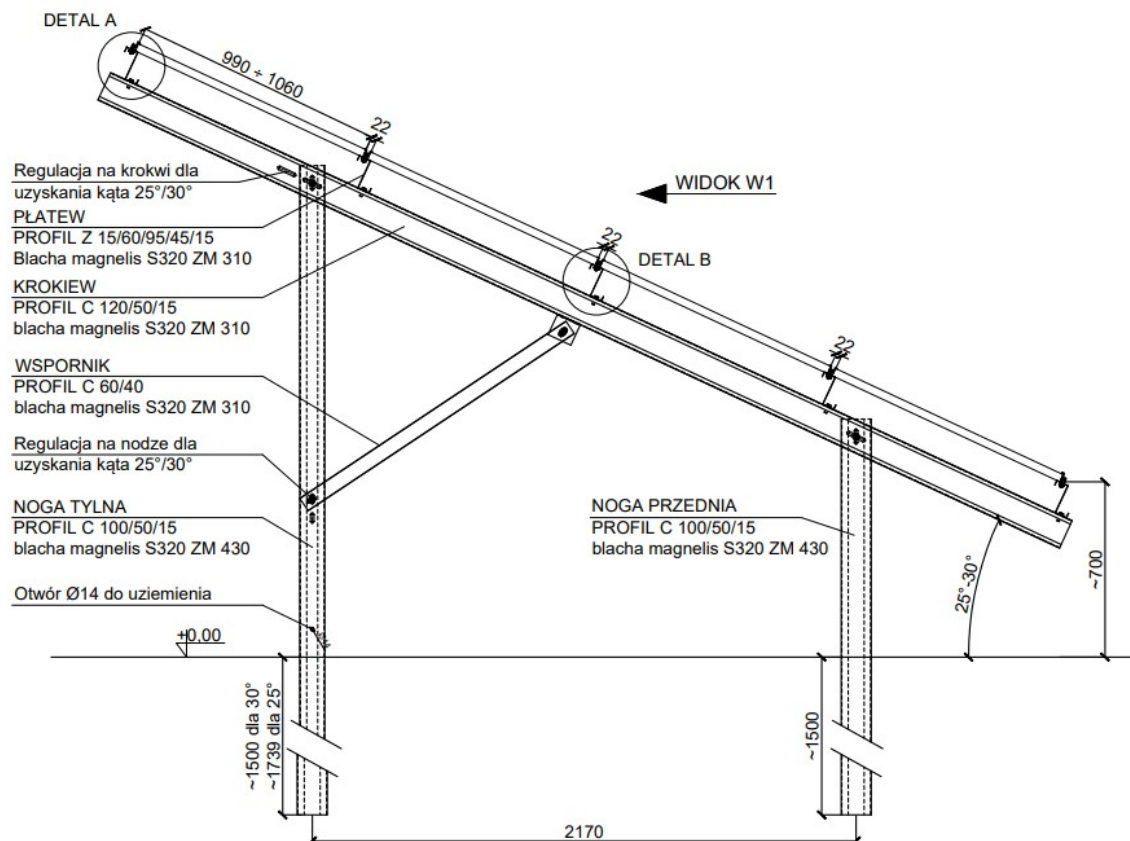 DETAL A
990 ÷ 1060
22
Regulacja na krokwi dla
uzyskania kąta 25°/30°
PŁATEW
PROFIL Z 15/60/95/45/15
Blacha magnelis S320 ZM 310
KROKIEW
PROFIL C 120/50/15
blacha magnelis S320 ZM 310
WSPORNIK
PROFIL C 60/40
blacha magnelis S320 ZM 310
Regulacja na nodze dla
uzyskania kąta 25°/30°
NOGA TYLNA
PROFIL C 100/50/15
blacha magnelis S320 ZM 430
Otwór Ø14 do uziemienia
+0,00
WIDOK W1
22
DETAL B
22
NOGA PRZEDNIA
PROFIL C 100/50/15
blacha magnelis S320 ZM 430
25°-30°
~700
~1500 dla 30°
~1739 dla 25°
~1500
2170